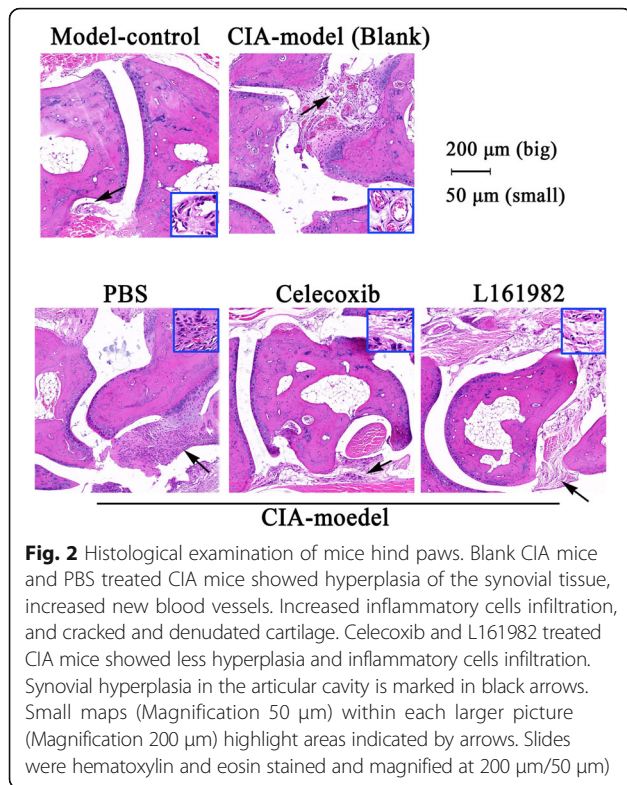 Model-control CIA-model (Blank)
200 μm (big)
50 μm (small)
PBS Celecoxib L161982
CIA-moedel
Fig. 2 Histological examination of mice hind paws. Blank CIA mice
and PBS treated CIA mice showed hyperplasia of the synovial tissue,
increased new blood vessels. Increased inflammatory cells infiltration,
and cracked and denudated cartilage. Celecoxib and L161982 treated
CIA mice showed less hyperplasia and inflammatory cells infiltration.
Synovial hyperplasia in the articular cavity is marked in black arrows.
Small maps (Magnification 50 μm) within each larger picture
(Magnification 200 μm) highlight areas indicated by arrows. Slides
were hematoxylin and eosin stained and magnified at 200 μm/50 μm)